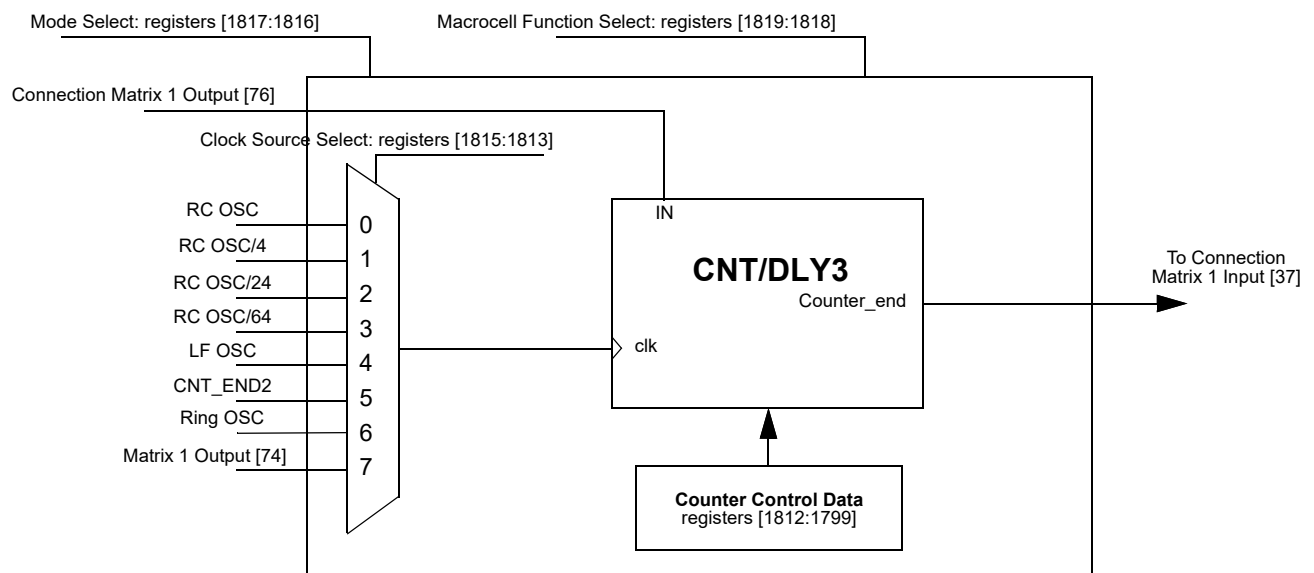 Mode Select: registers [1817:1816]
Macrocell Function Select: registers [1819:1818]
Connection Matrix 1 Output [76]
Clock Source Select: registers [1815:1813]
RC OSC
0
RC OSC/4
1
RC OSC/24
2
RC OSC/64
3
LF OSC
4
CNT_END2
5
Ring OSC
6
Matrix 1 Output [74]
7
IN
CNT/DLY3
Counter_end
clk
To Connection
Matrix 1 Input [37]
Counter Control Data
registers [1812:1799]